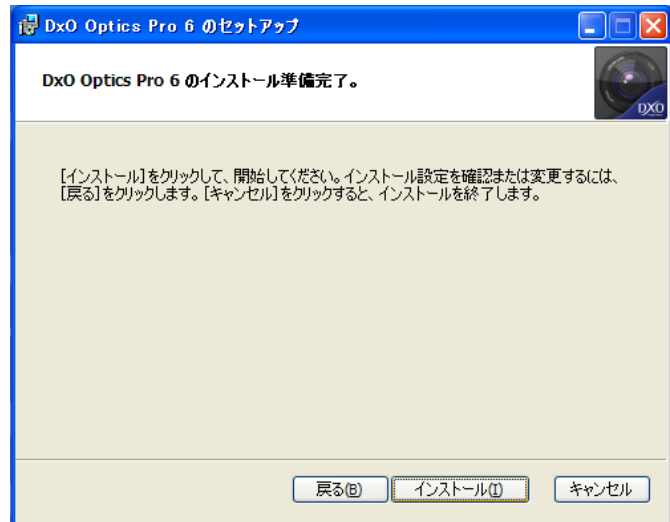 DxO Optics Pro 6 のセットアップ
DxO Optics Pro 6 のインストール準備完了。
DXO
[インストール]をクリックして、開始してください。インストール設定を確認または変更するには、
[戻る]をクリックします。[キャンセル]をクリックすると、インストールを終了します。
戻る(B) インストール(I) キャンセル